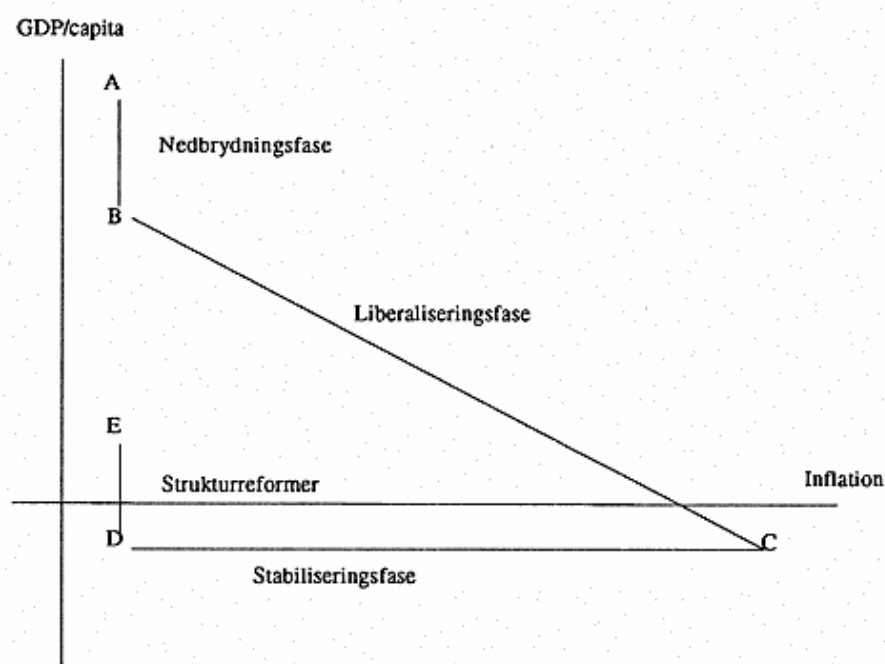 GDP/capita
A
Nedbrydningsfase
B
Liberaliseringsfase
E
Strukturreformer
Inflation
D
C
Stabiliseringsfase